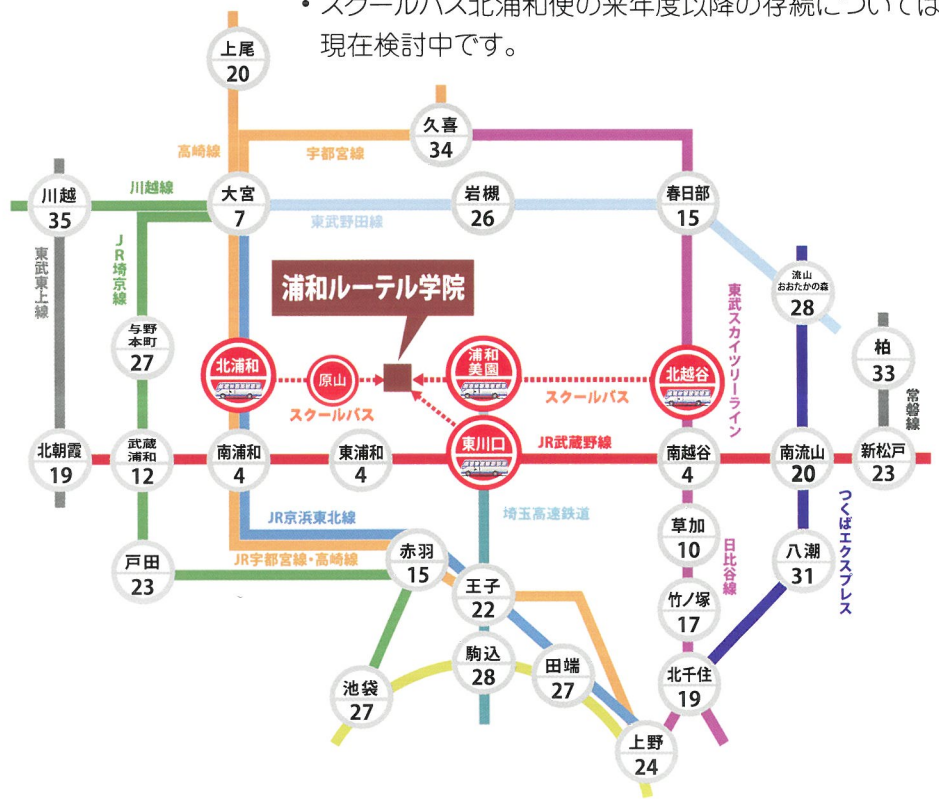 ・スクールバス北浦和便の来年度以降の存続については
現在検討中です。
上尾
20
久喜
34
高崎線
宇都宮線
川越
35
川越線
大宮
7
岩槻
26
春日部
15
東武野田線
東武東上線
JR埼京線
浦和ルーテル学院
東武スカイツリーライン
流山
おおたかの森
28
与野
本町
27
北浦和
原山
浦和
美園
北越谷
柏
33
スクールバス
スクールバス
常磐線
北朝霞
19
武蔵
浦和
12
南浦和
4
東浦和
4
東川口
JR武蔵野線
南越谷
4
南流山
20
新松戸
23
JR京浜東北線
埼玉高速鉄道
つくばエクスプレス
草加
10
日比谷線
八潮
31
戸田
23
JR宇都宮線・高崎線
赤羽
15
王子
22
竹ノ塚
17
駒込
28
田端
27
池袋
27
北千住
19
上野
24